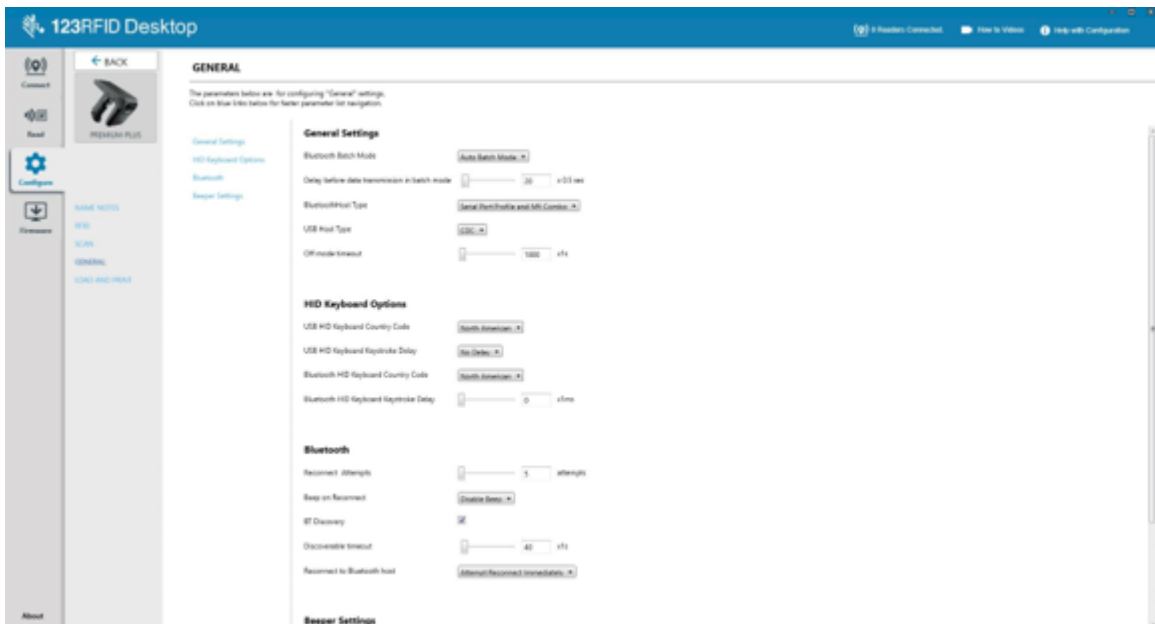 123RFID Desktop
0 Readers Connected.
How to Videos
Help with Configuration
Connect
Read
Configure
Firmware
About
BACK
PREMIUM PLUS
NAME NOTES
RFID
SCAN
GENERAL
LOAD AND PRINT
GENERAL
The parameters below are for configuring "General" settings.
Click on blue links below for faster parameter list navigation.
General Settings
HID Keyboard Options
Bluetooth
Beeper Settings
General Settings
Bluetooth Batch Mode Auto Batch Mode
Delay before data transmission in batch mode 20 x 0.5 sec
BluetoothHost Type Serial Port Profile and MFi Combo
USB Host Type CDC
Off mode timeout 1000 x1s
HID Keyboard Options
USB HID Keyboard Country Code North American
USB HID Keyboard Keystroke Delay No Delay
Bluetooth HID Keyboard Country Code North American
Bluetooth HID Keyboard Keystroke Delay 0 x1ms
Bluetooth
Reconnect Attempts 5 attempts
Beep on Reconnect Disable Beep
BT Discovery
Discoverable timeout 40 x1s
Reconnect to Bluetooth host Attempt Reconnect Immediately
Beeper Settings